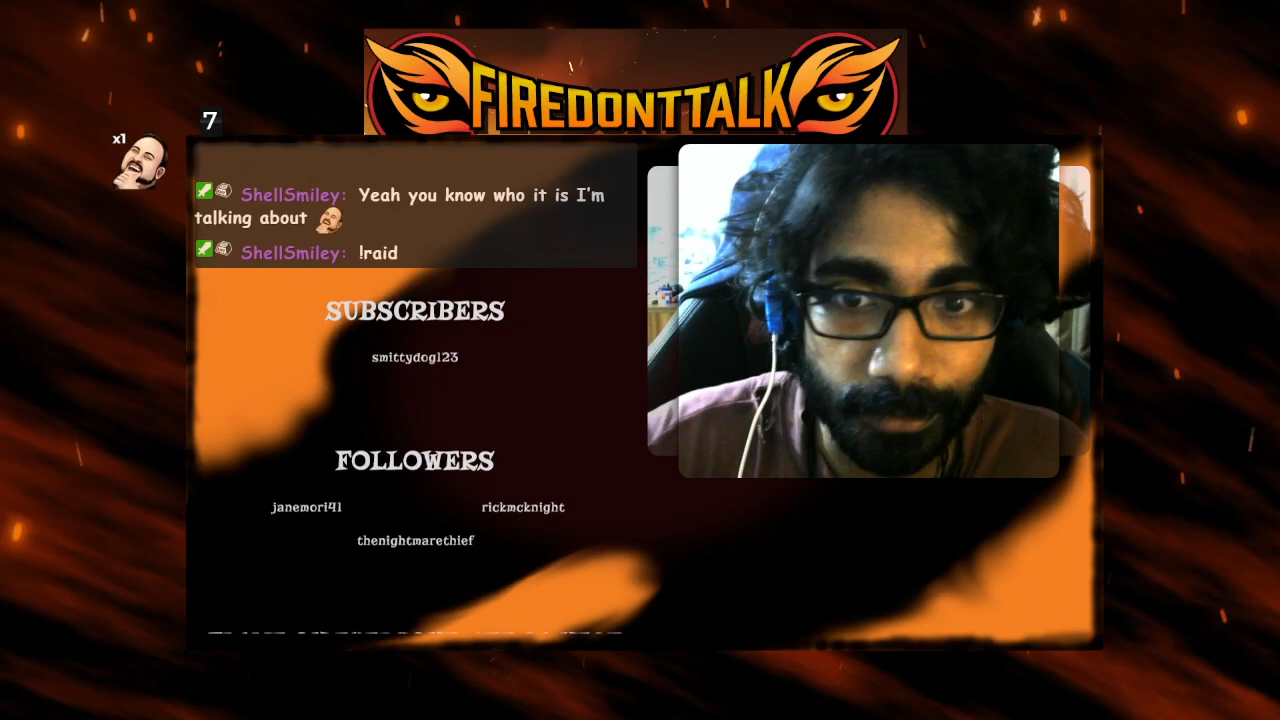 FIREDONTTALK
7
x1
ShellSmiley: Yeah you know who it is I'm
talking about
ShellSmiley: !raid
SUBSCRIBERS
smittydog123
FOLLOWERS
janemori41 rickmcknight
thenightmarethief